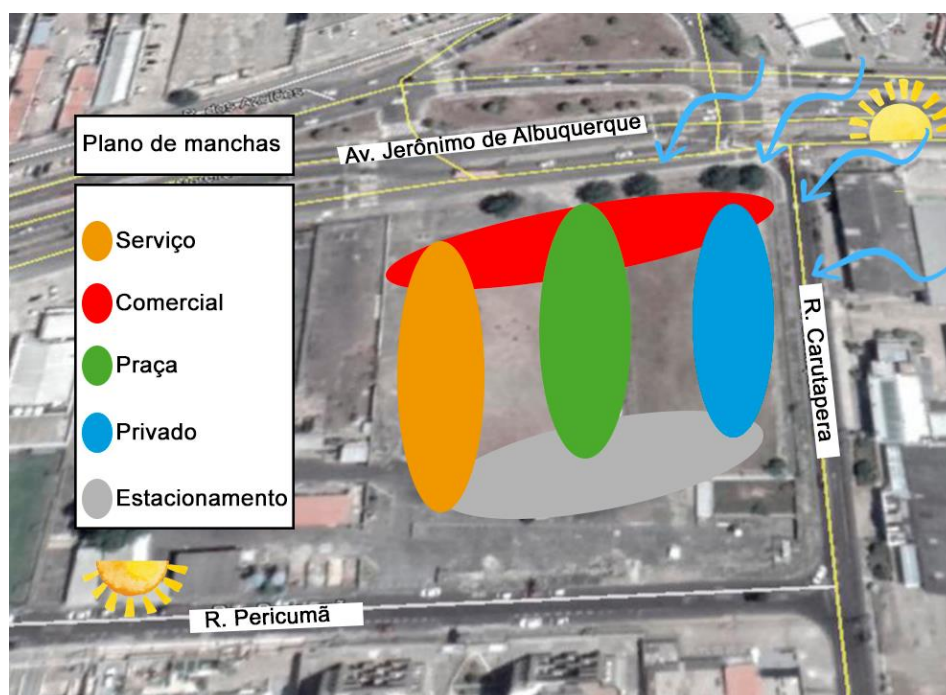 Av. Jerônimo de Albuquerque
Plano de manchas
Serviço
Comercial
Praça
Privado
Estacionamento
R. Carutapera
R. Pericumã